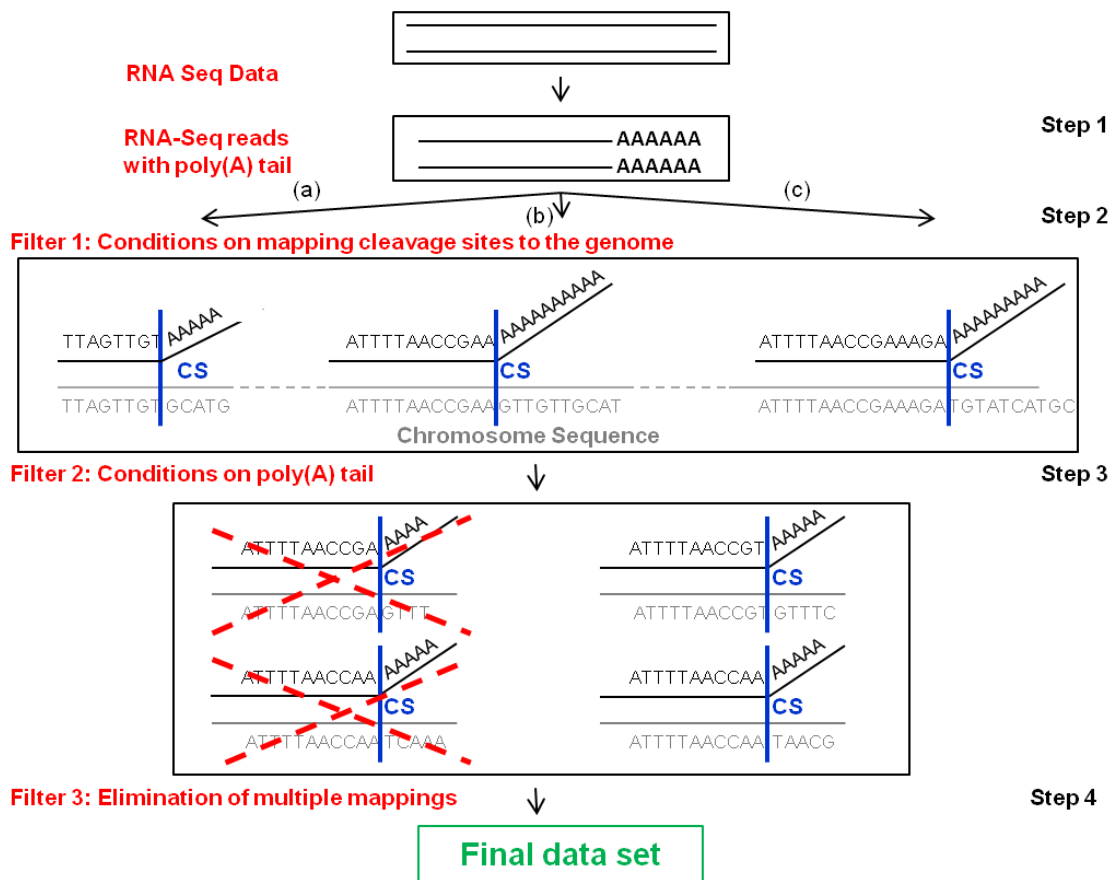 RNA Seq Data
RNA-Seq reads
with poly(A) tail
AAAAAA
AAAAAA
Step 1
(a)
(b)
(c)
Step 2
Filter 1: Conditions on mapping cleavage sites to the genome
TTAGTTGT AAAAA
ATTTTAACCGAA AAAAAAAAAA
ATTTTAACCGAAAGA AAAAAAAAAA
CS
CS
CS
TTAGTTGT GCATG
ATTTTAACCGAA GTTGTTGCAT
ATTTTAACCGAAAGA TGTATCATGC
Chromosome Sequence
Filter 2: Conditions on poly(A) tail
Step 3
ATTTTAACCGA AAAA
ATTTTAACCGT AAAAA
CS
CS
ATTTTAACCGA GTTT
ATTTTAACCGT GTTTC
ATTTTAACCAA AAAAA
ATTTTAACCAA AAAAA
CS
CS
ATTTTAACCAA TCAAA
ATTTTAACCAA TAACG
Filter 3: Elimination of multiple mappings
Step 4
Final data set